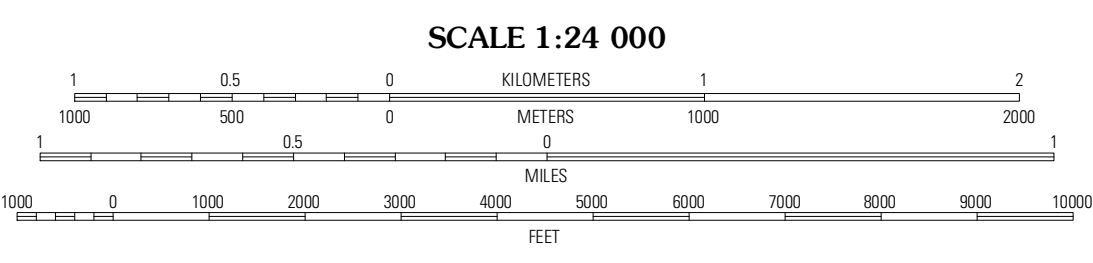 SCALE 1:24 000
1 0.5 0 KILOMETERS 1 2
1000 500 0 METERS 1000 2000
1 0.5 0 1
MILES
1000 0 1000 2000 3000 4000 5000 6000 7000 8000 9000 10000
FEET